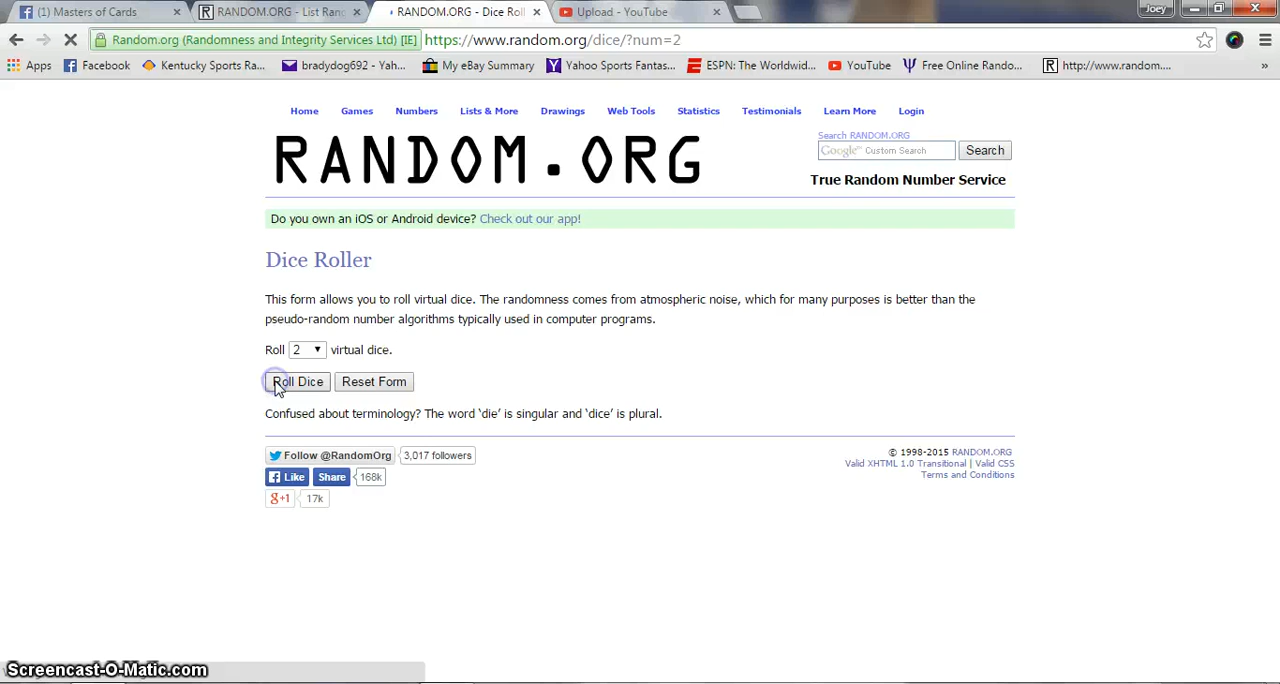 (1) Masters of Cards
RANDOM.ORG - List Ran
RANDOM.ORG - Dice Roll
Upload - YouTube
Joey
Random.org (Randomness and Integrity Services Ltd) [IE]
https://www.random.org/dice/?num=2
Apps
Facebook
Kentucky Sports Ra...
bradydog692 - Yah...
My eBay Summary
Yahoo Sports Fantas...
ESPN: The Worldwid...
YouTube
Free Online Rando...
http://www.random....
»
Home Games Numbers Lists & More Drawings Web Tools Statistics Testimonials Learn More Login
RANDOM.ORG
Search RANDOM.ORG
Google™ Custom Search
Search
True Random Number Service
Do you own an iOS or Android device? Check out our app!
Dice Roller
This form allows you to roll virtual dice. The randomness comes from atmospheric noise, which for many purposes is better than the
pseudo-random number algorithms typically used in computer programs.
Roll 2 virtual dice.
Roll Dice Reset Form
Confused about terminology? The word ‘die’ is singular and ‘dice’ is plural.
Follow @RandomOrg 3,017 followers
Like Share 168k
g+1 17k
© 1998-2015 RANDOM.ORG
Valid XHTML 1.0 Transitional | Valid CSS
Terms and Conditions
Screencast-O-Matic.com